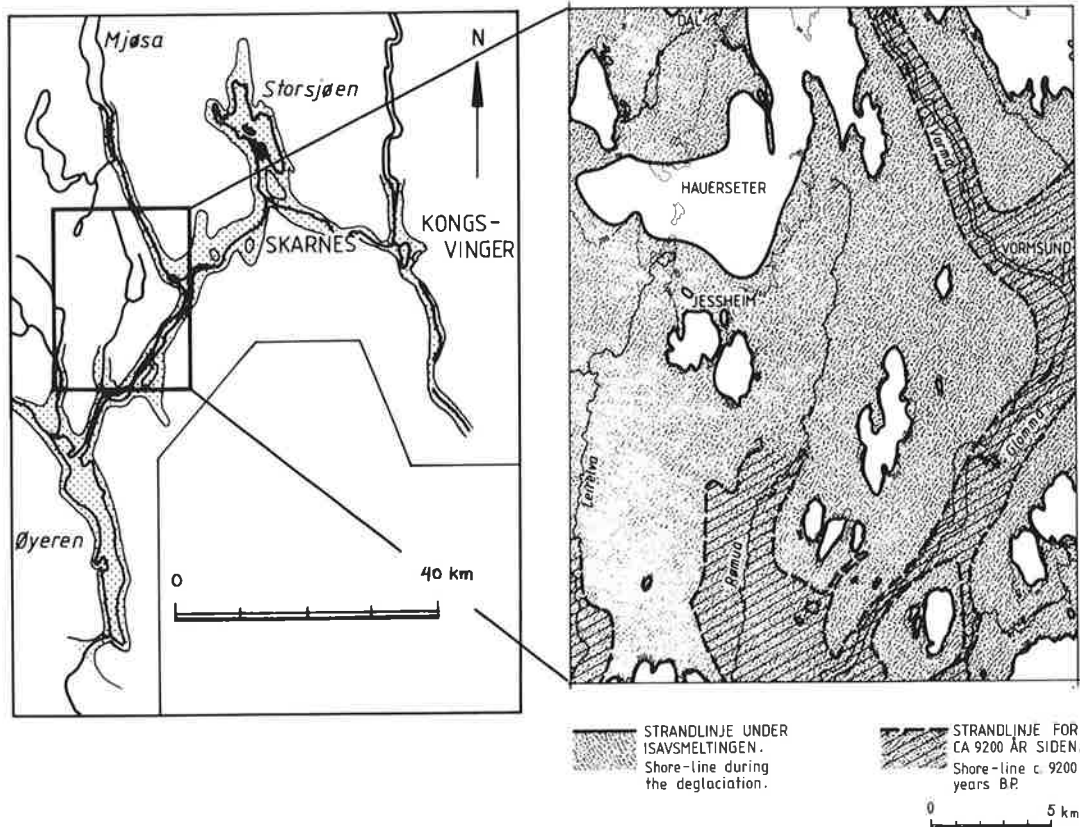 Mjøsa
Storsjøen
N
SKARNES
KONGS-
VINGER
Øyeren
0
40 km
DAL
Vorma
HAUERSETER
VORMSUND
JESSHEIM
Glomma
Leirelva
Rømua
STRANDLINJE UNDER
ISAVSMELTINGEN.
Shore-line during
the deglaciation.
STRANDLINJE FOR
CA 9200 ÅR SIDEN.
Shore-line c. 9200
years B.P.
0
5 km